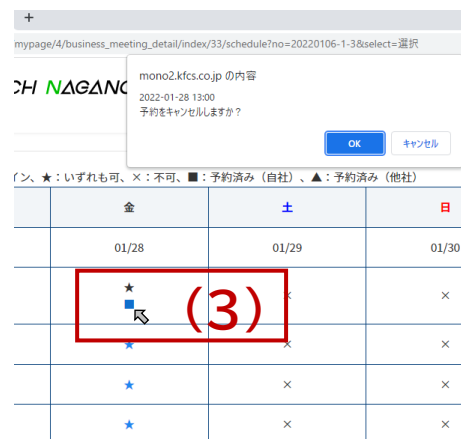 +
mypage/4/business_meeting_detail/index/33/schedule?no=20220106-1-3&select=選択
CH NAGANO
mono2.kfcs.co.jp の内容
2022-01-28 13:00
予約をキャンセルしますか？
OK キャンセル
イン、★：いずれも可、×：不可、■：予約済み（自社）、▲：予約済み（他社）
金 土 日
01/28 01/29 01/30
★ × ×
■
（3）
★ × ×
★ × ×
★ × ×